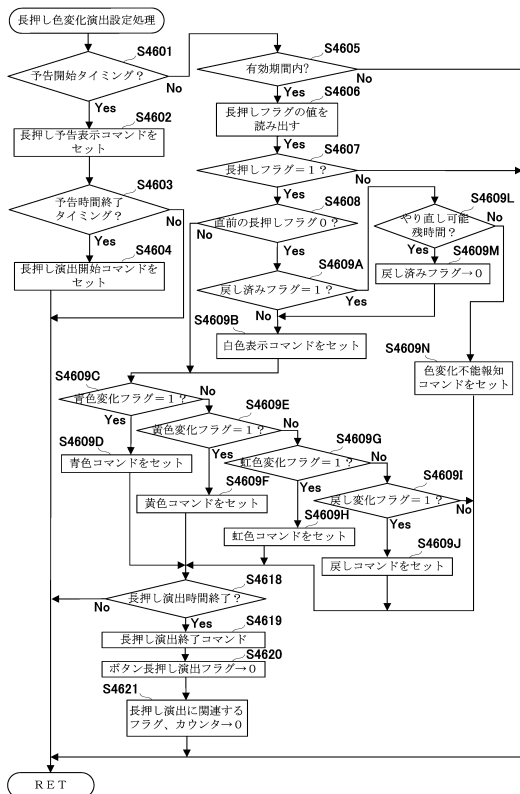 長押し色変化演出設定処理
S4601
予告開始タイミング？
No
Yes
S4602
長押し予告表示コマンドを
セット
S4603
予告時間終了
タイミング？
No
Yes
S4604
長押し演出開始コマンドを
セット
S4605
有効期間内?
No
Yes
S4606
長押しフラグの値を
読み出す
Yes
S4607
長押しフラグ＝1？
No
Yes
S4608
直前の長押しフラグ０？
No
Yes
S4609A
戻し済みフラグ＝1？
Yes
No
S4609L
やり直し可能
残時間？
No
Yes
S4609M
戻し済みフラグ→0
S4609B
白色表示コマンドをセット
S4609N
色変化不能報知
コマンドをセット
S4609C
青色変化フラグ＝1？
No
Yes
S4609D
青色コマンドをセット
S4609E
黄色変化フラグ＝1？
No
Yes
S4609F
黄色コマンドをセット
S4609G
虹色変化フラグ＝1？
No
Yes
S4609H
虹色コマンドをセット
S4609I
戻し変化フラグ＝1？
No
Yes
S4609J
戻しコマンドをセット
S4618
長押し演出時間終了？
No
Yes
S4619
長押し演出終了コマンド
S4620
ボタン長押し演出フラグ→０
S4621
長押し演出に関連する
フラグ、カウンタ→０
ＲＥＴ